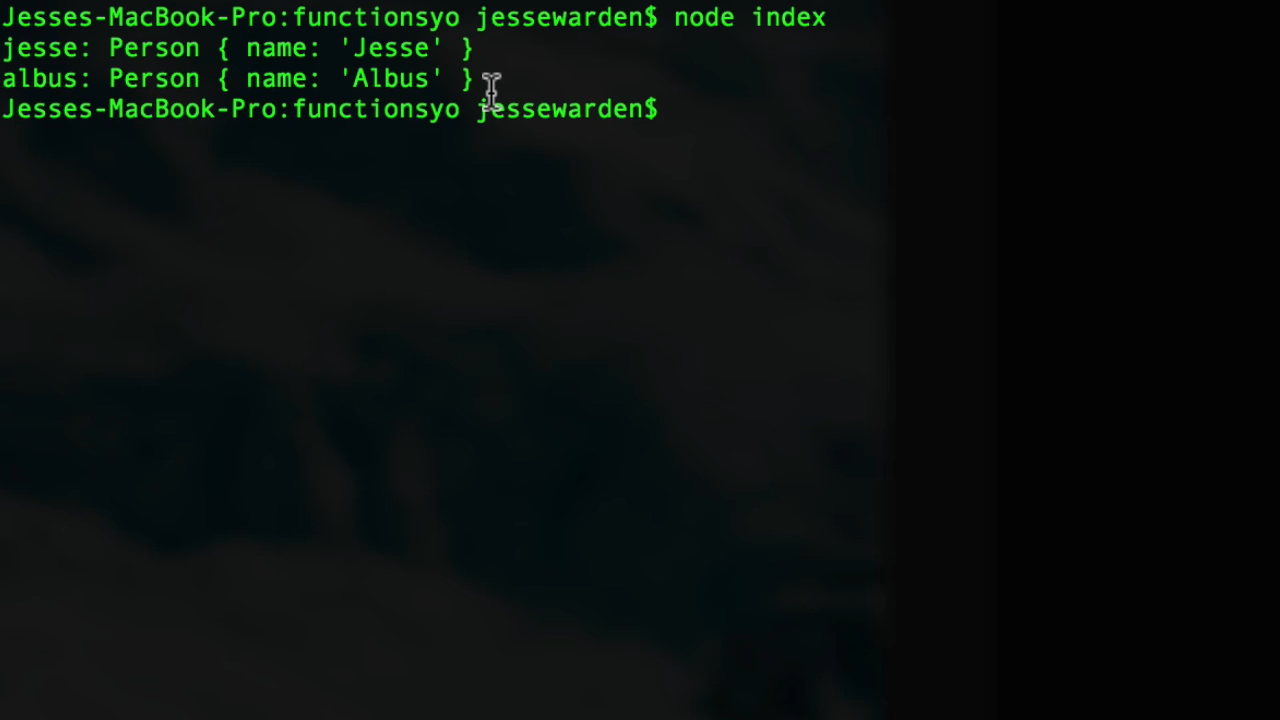 Jesses-MacBook-Pro:functionsyo jessewarden$ node index
jesse: Person { name: 'Jesse' }
albus: Person { name: 'Albus' }
Jesses-MacBook-Pro:functionsyo jessewarden$